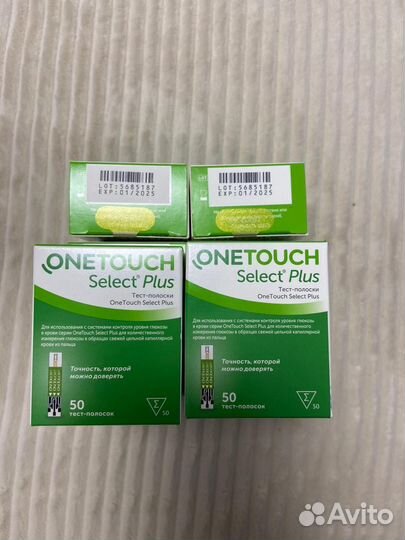 LOT:5685187
EXP:01/2025
LOT:5685187
EXP:01/2025
ONETOUCH
Select® Plus
Тест-полоски
OneTouch Select Plus
Для использования с системами контроля уровня глюкозы
в крови серии OneTouch Select Plus для количественного
измерения глюкозы в образцах свежей цельной капиллярной
крови из пальца
Точность, которой
можно доверять
50
тест-полосок
Σ 50
ONETOUCH
Select® Plus
Тест-полоски
OneTouch Select Plus
Для использования с системами контроля уровня глюкозы
в крови серии OneTouch Select Plus для количественного
измерения глюкозы в образцах свежей цельной капиллярной
крови из пальца
Точность, которой
можно доверять
50
тест-полосок
Σ 50
Avito